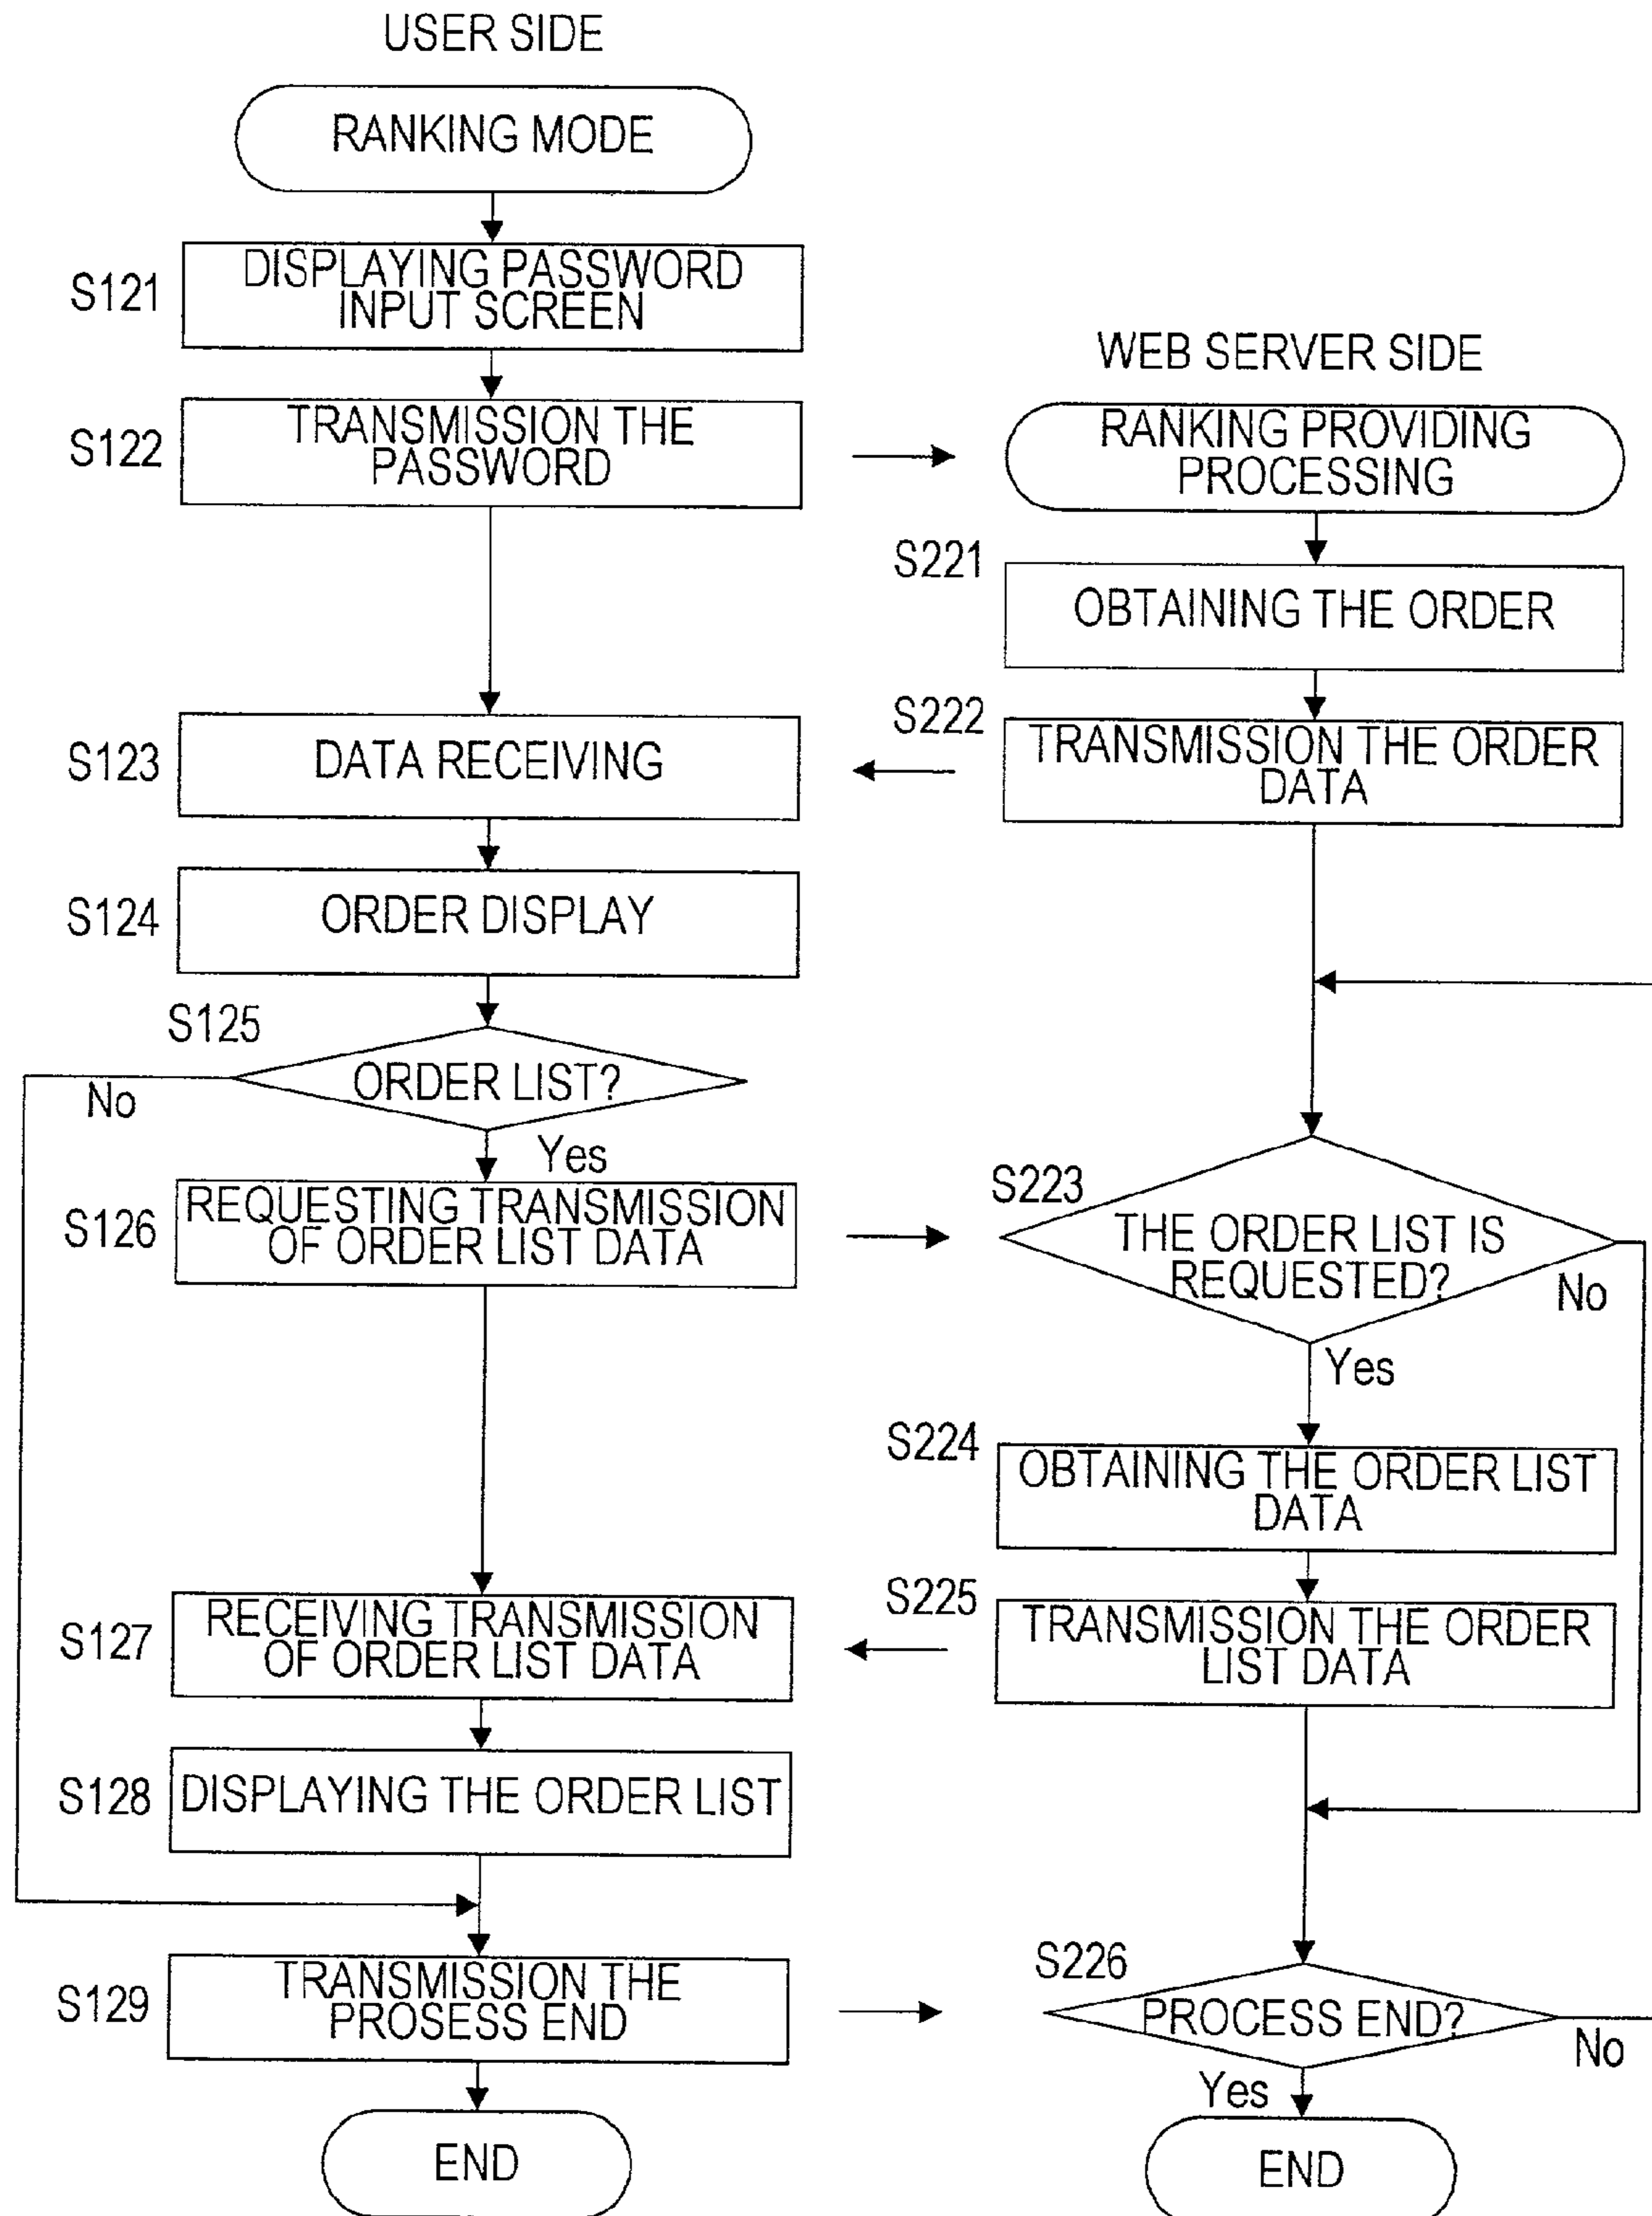 USER SIDE
RANKING MODE
S121
DISPLAYING PASSWORD
INPUT SCREEN
S122
TRANSMISSION THE
PASSWORD
S123
DATA RECEIVING
S124
ORDER DISPLAY
S125
ORDER LIST?
No
Yes
S126
REQUESTING TRANSMISSION
OF ORDER LIST DATA
S127
RECEIVING TRANSMISSION
OF ORDER LIST DATA
S128
DISPLAYING THE ORDER LIST
S129
TRANSMISSION THE
PROSESS END
END
WEB SERVER SIDE
RANKING PROVIDING
PROCESSING
S221
OBTAINING THE ORDER
S222
TRANSMISSION THE ORDER
DATA
S223
THE ORDER LIST IS
REQUESTED?
No
Yes
S224
OBTAINING THE ORDER LIST
DATA
S225
TRANSMISSION THE ORDER
LIST DATA
S226
PROCESS END?
No
Yes
END